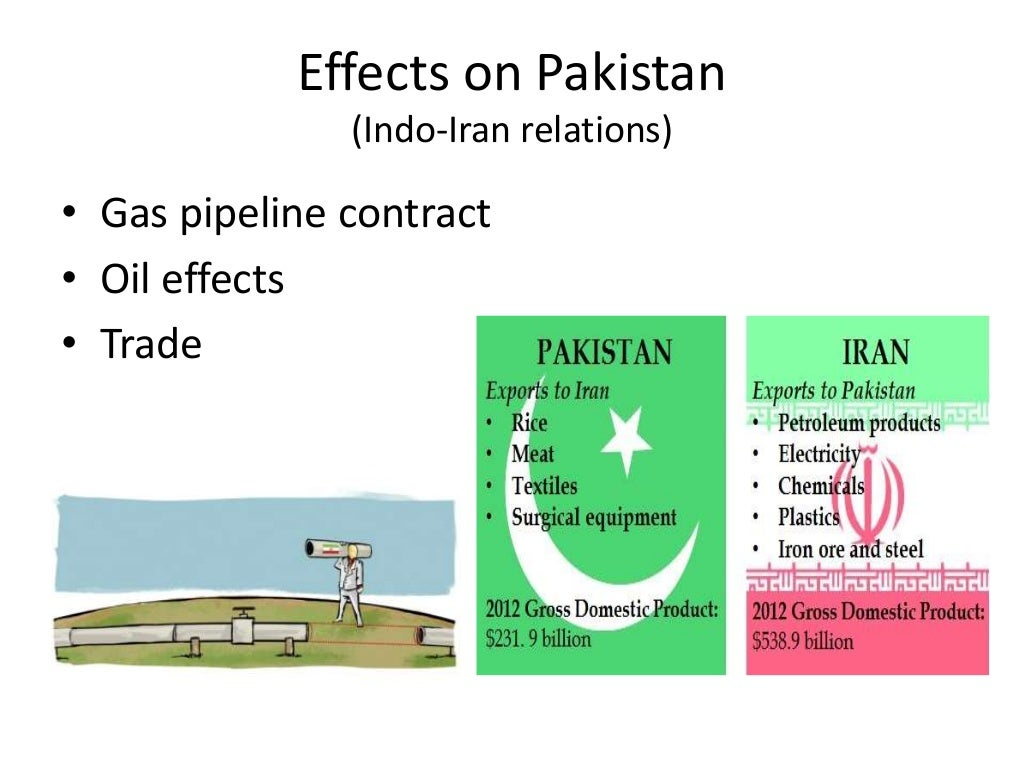 Effects on Pakistan
(Indo-Iran relations)
• Gas pipeline contract
• Oil effects
• Trade
PAKISTAN
Exports to Iran
• Rice
• Meat
• Textiles
• Surgical equipment
2012 Gross Domestic Product:
$231. 9 billion
IRAN
Exports to Pakistan
• Petroleum products
• Electricity
• Chemicals
• Plastics
• Iron ore and steel
2012 Gross Domestic Product:
$538.9 billion